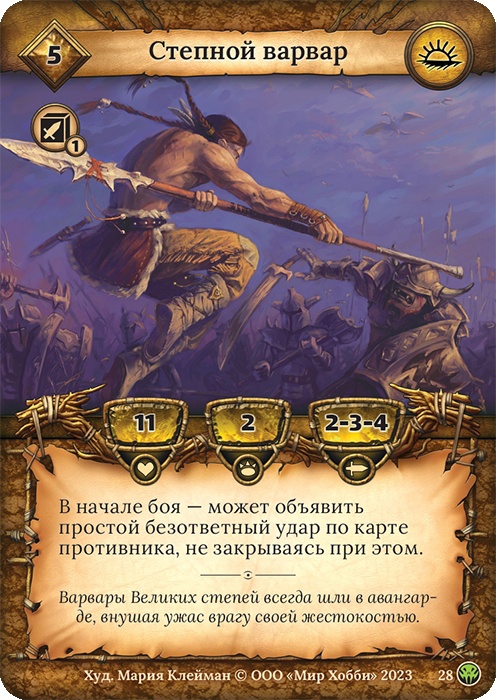 5
Степной варвар
1
11
2
2-3-4
В начале боя — может объявить
простой безответный удар по карте
противника, не закрываясь при этом.
Варвары Великих степей всегда шли в авангар-
де, внушая ужас врагу своей жестокостью.
Худ. Мария Клейман © ООО «Мир Хобби» 2023
28